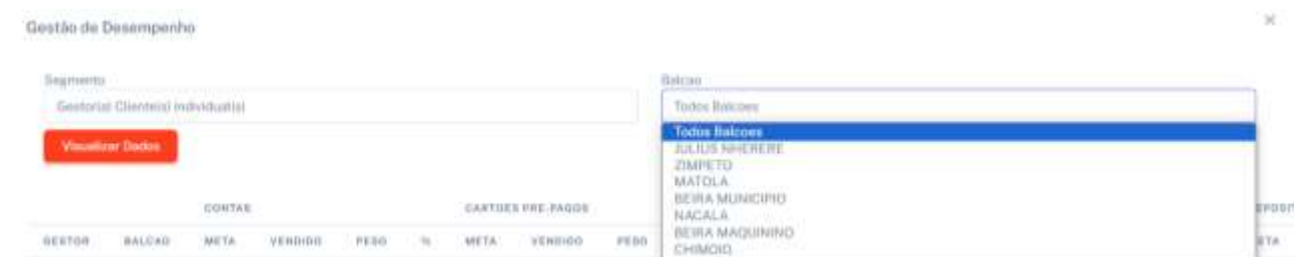 Gestão de Desempenho
×
Segmento
Balcao
Gestor(s) Cliente(s) Individual(s)
Todos Balcoes
Visualizar Dados
Todos Balcoes
JULIUS NHERERE
ZIMPETO
MATOLA
BEIRA MUNICIPIO
NACALA
BEIRA MAQUININO
CHIMOIO
CONTAS
CARTOES PRE-PAGOS
GESTOR BALCAO META VENDIDO PESO % META VENDIDO PESO